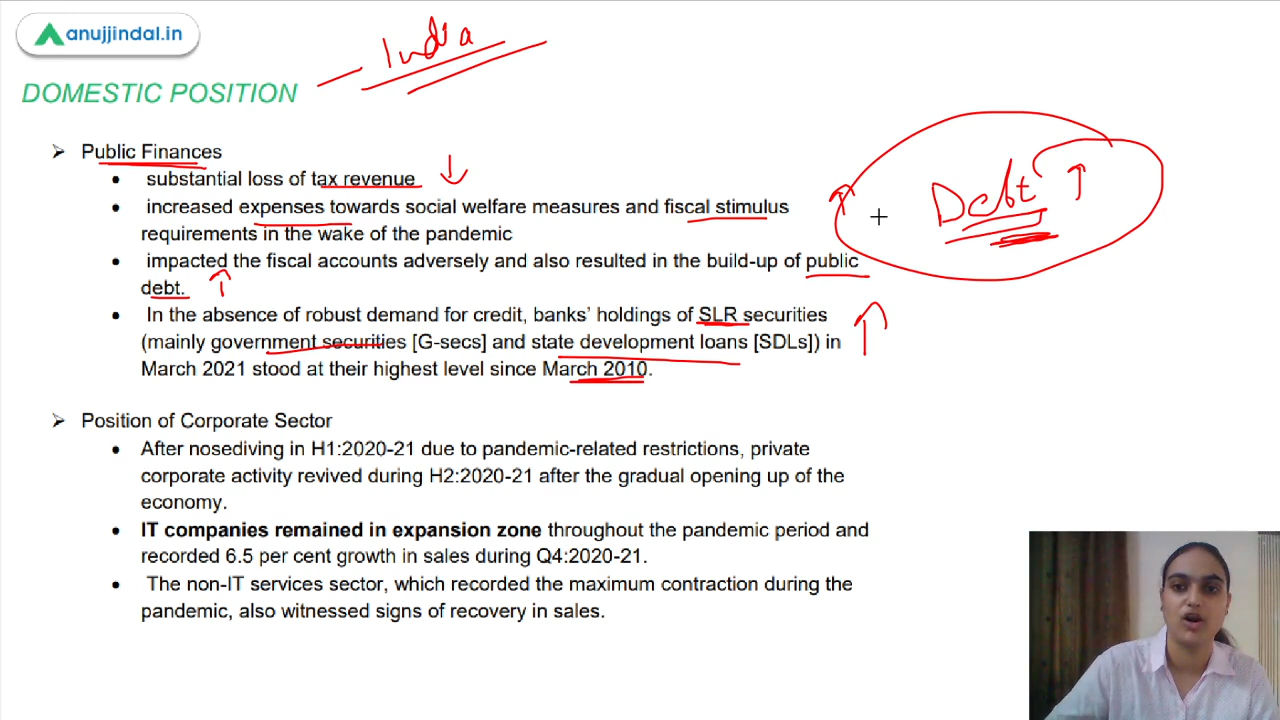 anujjindal.in
India
DOMESTIC POSITION
➢ Public Finances
• substantial loss of tax revenue
• increased expenses towards social welfare measures and fiscal stimulus
requirements in the wake of the pandemic
• impacted the fiscal accounts adversely and also resulted in the build-up of public
debt.
• In the absence of robust demand for credit, banks' holdings of SLR securities
(mainly government securities [G-secs] and state development loans [SDLs]) in
March 2021 stood at their highest level since March 2010.
Debt ↑
➢ Position of Corporate Sector
• After nosediving in H1:2020-21 due to pandemic-related restrictions, private
corporate activity revived during H2:2020-21 after the gradual opening up of the
economy.
• IT companies remained in expansion zone throughout the pandemic period and
recorded 6.5 per cent growth in sales during Q4:2020-21.
• The non-IT services sector, which recorded the maximum contraction during the
pandemic, also witnessed signs of recovery in sales.